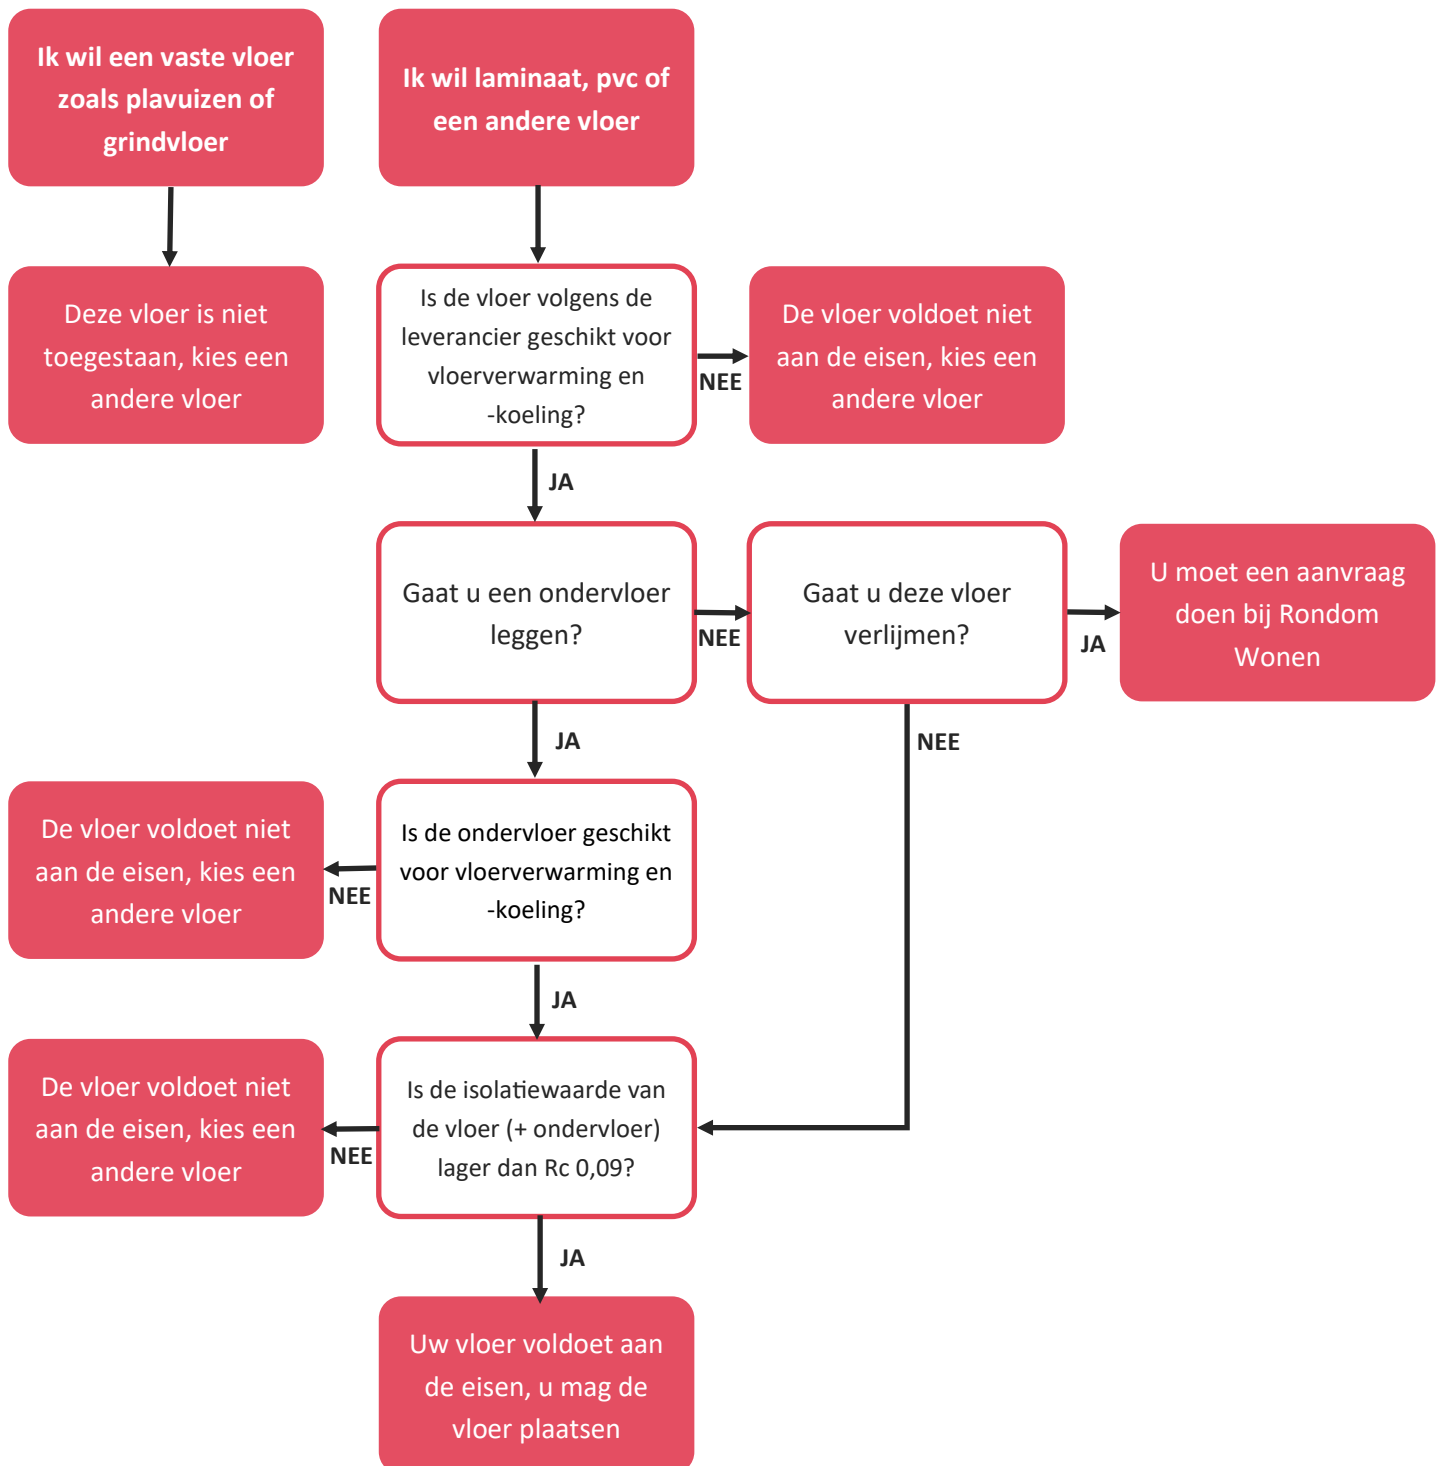 Ik wil een vaste vloer
zoals plavuizen of
grindvloer
Ik wil laminaat, pvc of
een andere vloer
Deze vloer is niet
toegestaan, kies een
andere vloer
Is de vloer volgens de
leverancier geschikt voor
vloerverwarming en
-koeling?
NEE
De vloer voldoet niet
aan de eisen, kies een
andere vloer
JA
Gaat u een ondervloer
leggen?
NEE
Gaat u deze vloer
verlijmen?
JA
U moet een aanvraag
doen bij Rondom
Wonen
JA
NEE
De vloer voldoet niet
aan de eisen, kies een
andere vloer
NEE
Is de ondervloer geschikt
voor vloerverwarming en
-koeling?
JA
De vloer voldoet niet
aan de eisen, kies een
andere vloer
NEE
Is de isolatiewaarde van
de vloer (+ ondervloer)
lager dan Rc 0,09?
JA
Uw vloer voldoet aan
de eisen, u mag de
vloer plaatsen